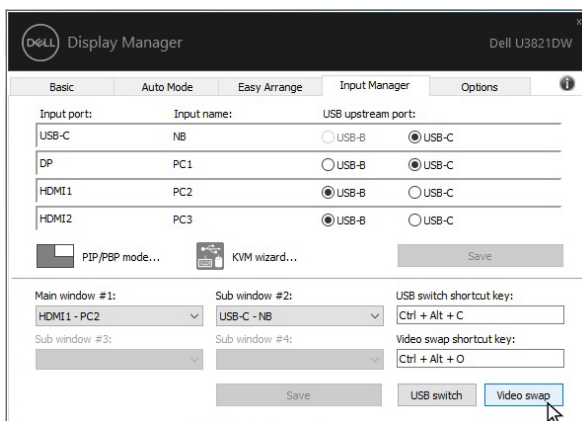 DELL Display Manager Dell U3821DW
Basic Auto Mode Easy Arrange Input Manager Options
Input port: Input name: USB upstream port:
USB-C NB USB-B USB-C
DP PC1 USB-B USB-C
HDMI1 PC2 USB-B USB-C
HDMI2 PC3 USB-B USB-C
PIP/PBP mode... KVM wizard... Save
Main window #1: Sub window #2: USB switch shortcut key:
HDMI1 - PC2 USB-C - NB Ctrl + Alt + C
Sub window #3: Sub window #4: Video swap shortcut key:
Ctrl + Alt + O
Save USB switch Video swap